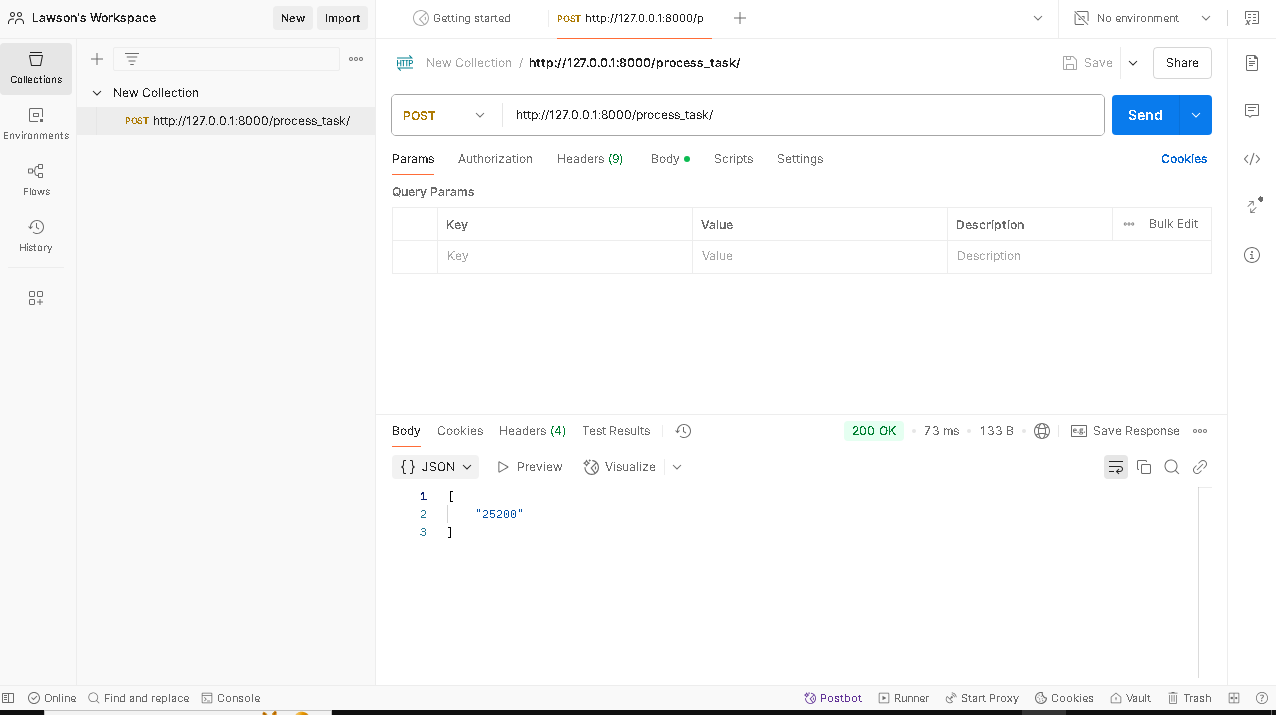 Lawson's Workspace
New
Import
Getting started
POST http://127.0.0.1:8000/p
No environment
Collections
Environments
Flows
History
New Collection
POST http://127.0.0.1:8000/process_task/
HTTP New Collection / http://127.0.0.1:8000/process_task/
Save
Share
POST
http://127.0.0.1:8000/process_task/
Send
Params Authorization Headers (9) Body Scripts Settings Cookies
Query Params
Key Value Description Bulk Edit
Key Value Description
Body Cookies Headers (4) Test Results 200 OK 73 ms 133 B e.g. Save Response
{} JSON Preview Visualize
1 [
2 "25200"
3 ]
Online Find and replace Console Postbot Runner Start Proxy Cookies Vault Trash